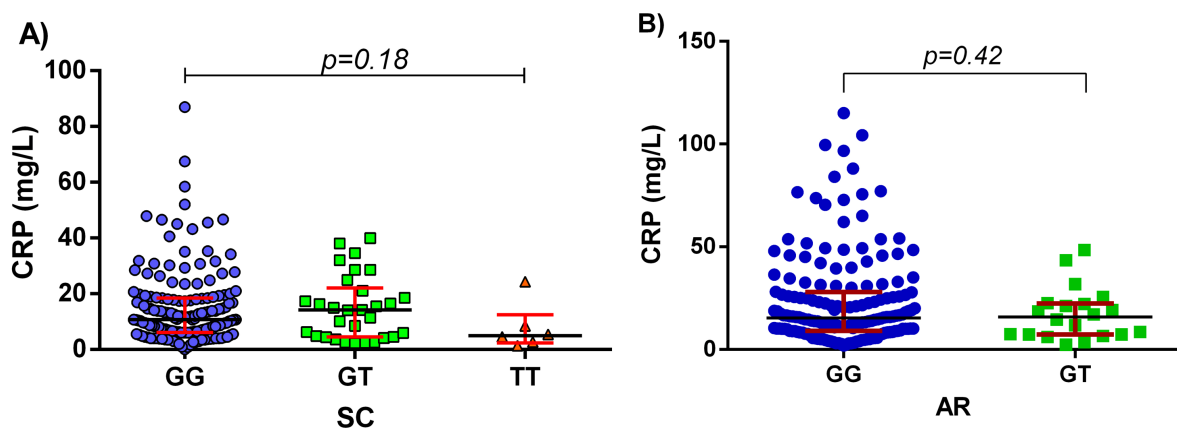 A)
p=0.18
CRP (mg/L)
100
80
60
40
20
0
GG
GT
TT
SC
B)
p=0.42
CRP (mg/L)
150
100
50
0
GG
GT
AR